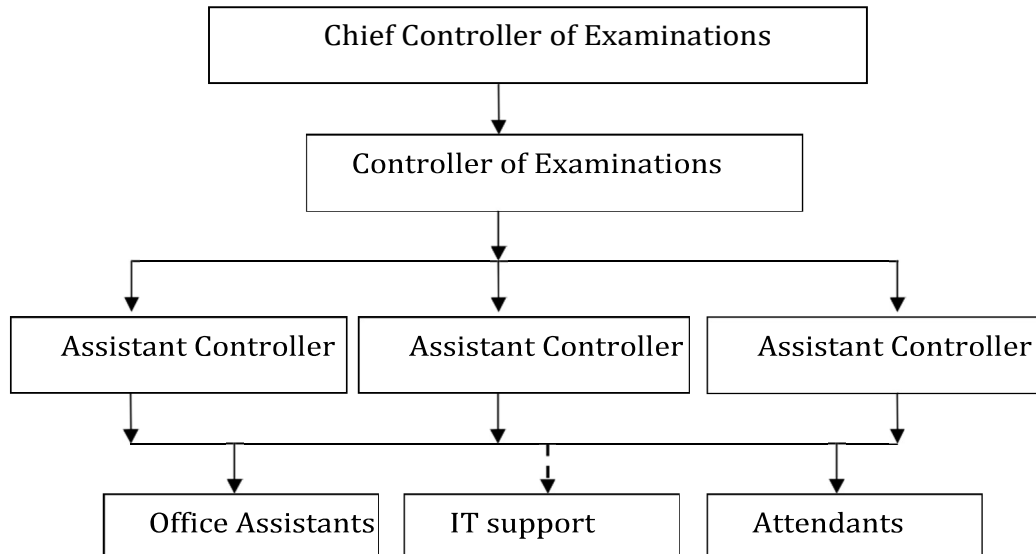 Chief Controller of Examinations
Controller of Examinations
Assistant Controller
Assistant Controller
Assistant Controller
Office Assistants
IT support
Attendants